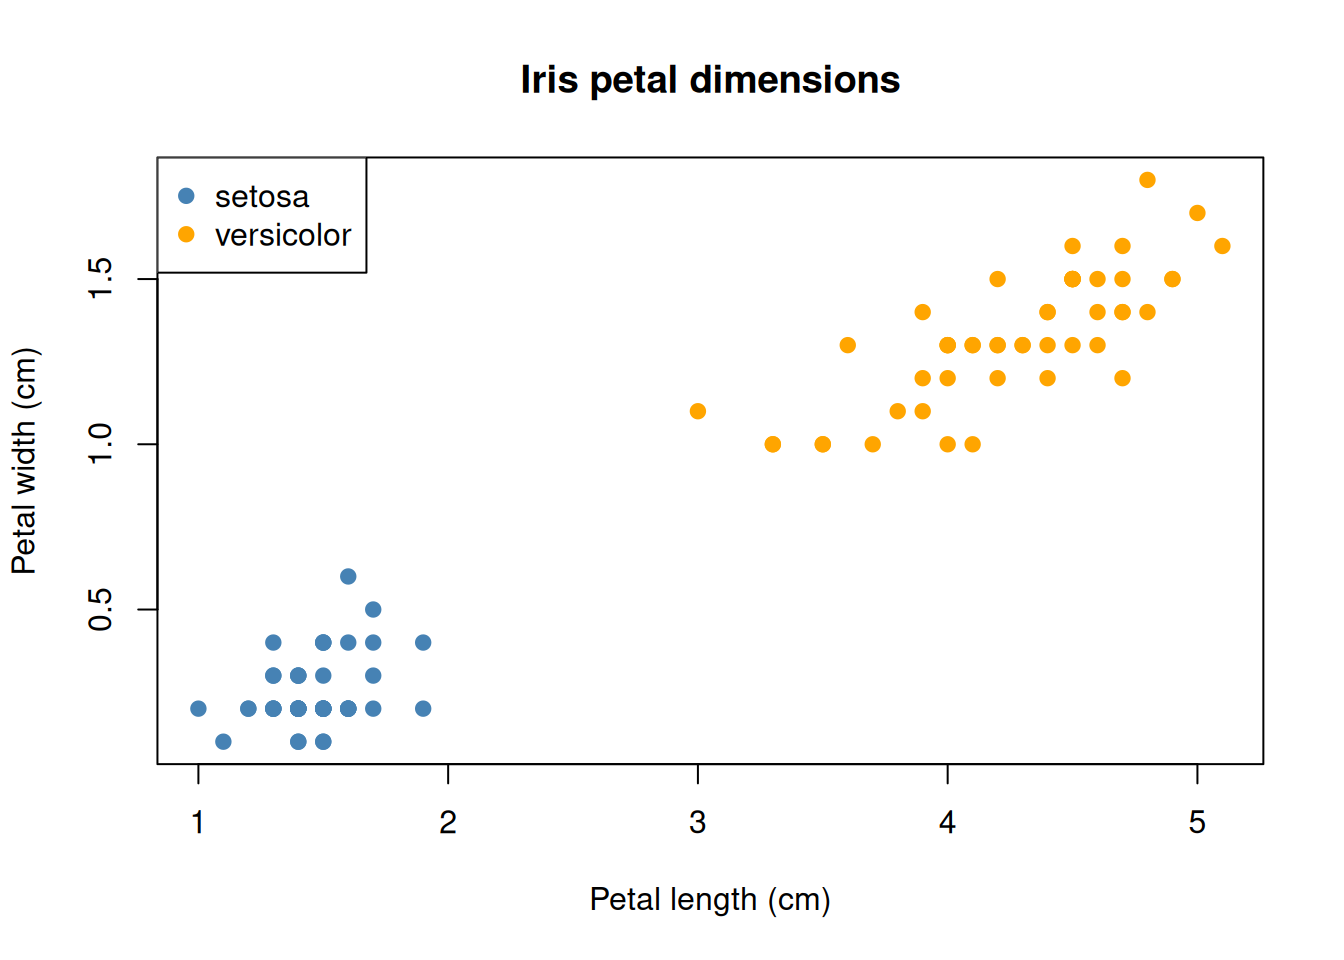 Iris petal dimensions
setosa
versicolor
Petal width (cm)
1.5
1.0
0.5
1 2 3 4 5
Petal length (cm)